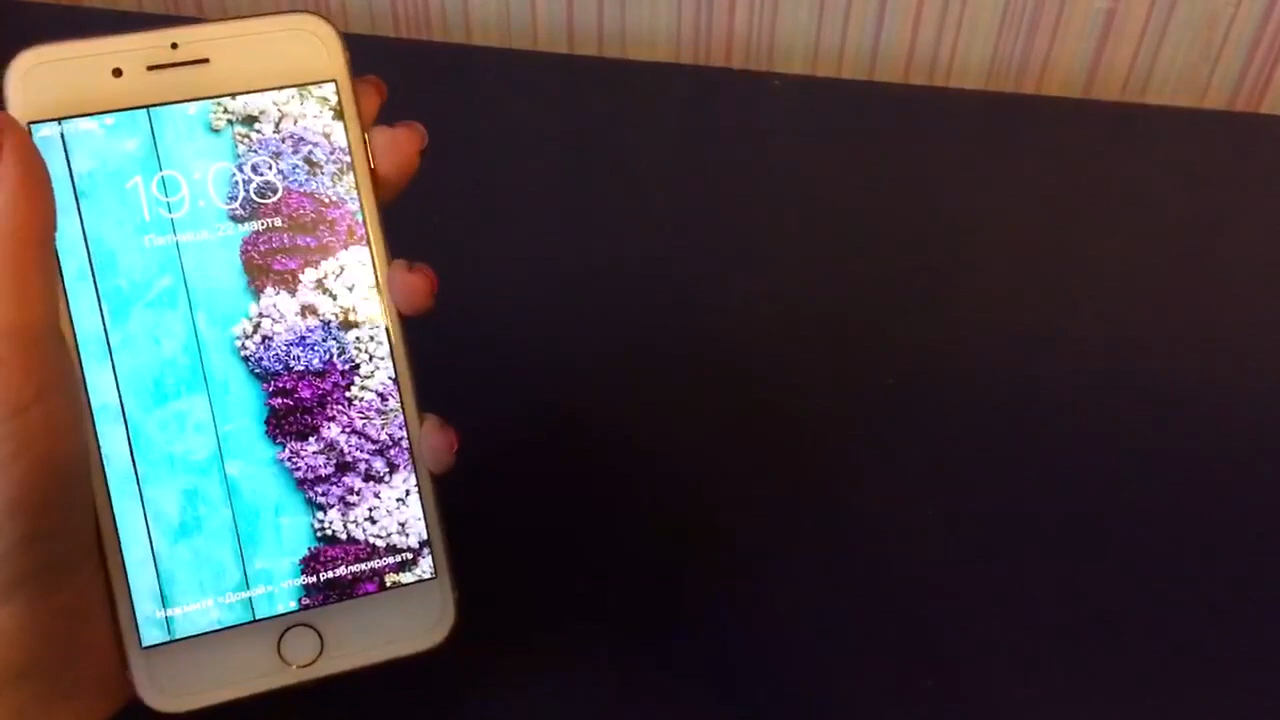 19:08
Пятница, 22 марта
Нажмите «Домой», чтобы разблокировать